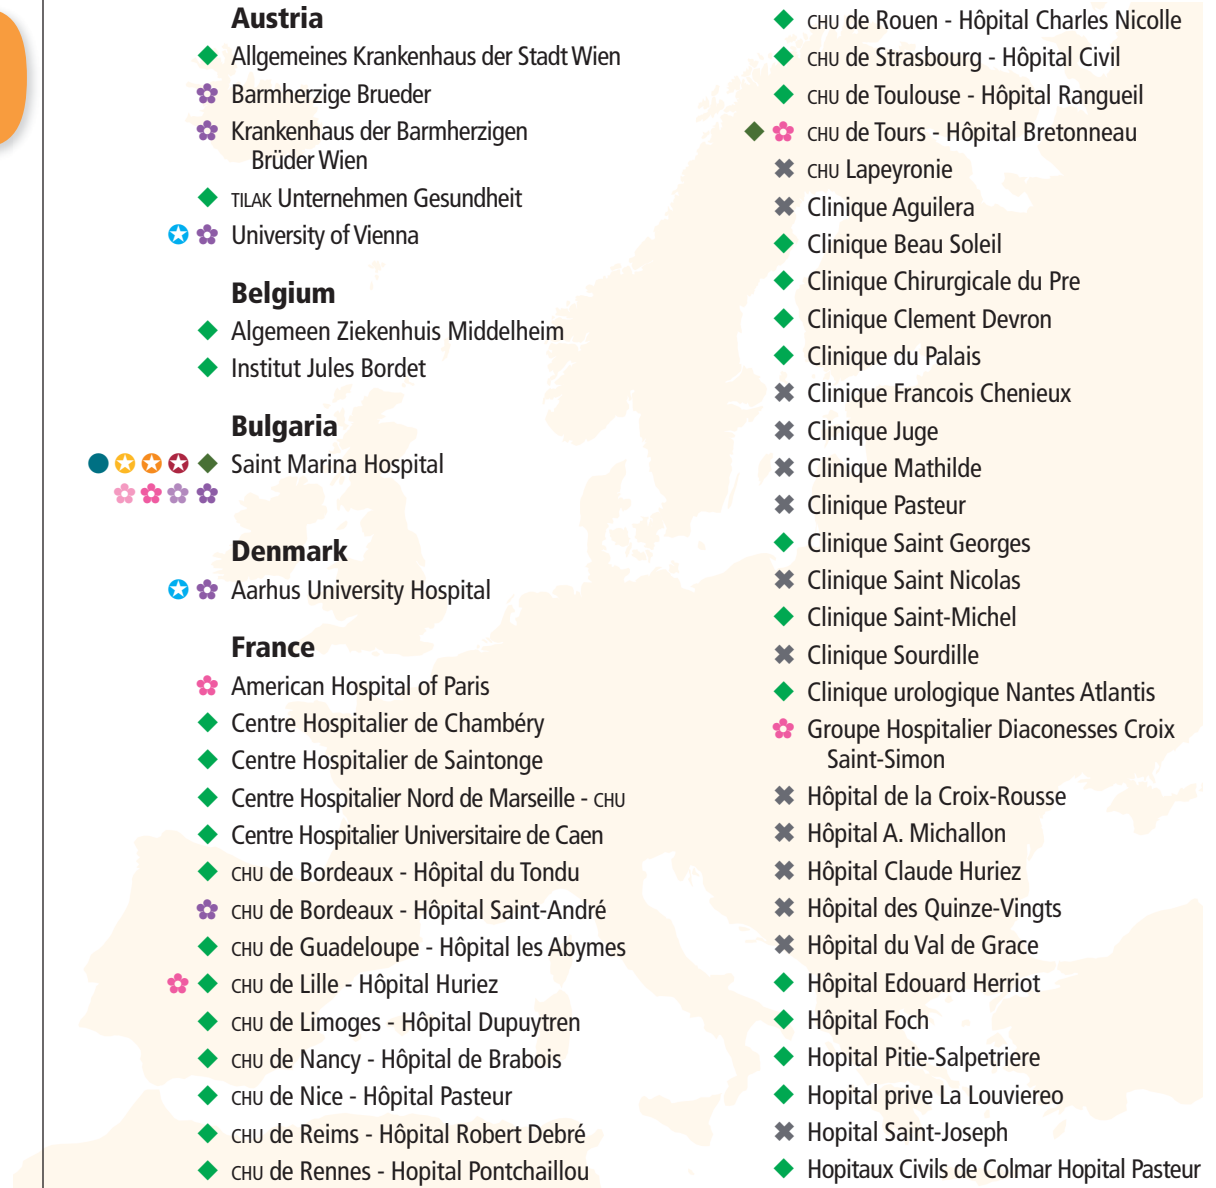 Austria
Allgemeines Krankenhaus der Stadt Wien
Barmherzige Brueder
Krankenhaus der Barmherzigen
Brüder Wien
TILAK Unternehmen Gesundheit
University of Vienna
Belgium
Algemeen Ziekenhuis Middelheim
Institut Jules Bordet
Bulgaria
Saint Marina Hospital
Denmark
Aarhus University Hospital
France
American Hospital of Paris
Centre Hospitalier de Chambéry
Centre Hospitalier de Saintonge
Centre Hospitalier Nord de Marseille - CHU
Centre Hospitalier Universitaire de Caen
CHU de Bordeaux - Hôpital du Tondu
CHU de Bordeaux - Hôpital Saint-André
CHU de Guadeloupe - Hôpital les Abymes
CHU de Lille - Hôpital Huriez
CHU de Limoges - Hôpital Dupuytren
CHU de Nancy - Hôpital de Brabois
CHU de Nice - Hôpital Pasteur
CHU de Reims - Hôpital Robert Debré
CHU de Rennes - Hopital Pontchaillou
CHU de Rouen - Hôpital Charles Nicolle
CHU de Strasbourg - Hôpital Civil
CHU de Toulouse - Hôpital Rangueil
CHU de Tours - Hôpital Bretonneau
CHU Lapeyronie
Clinique Aguilera
Clinique Beau Soleil
Clinique Chirurgicale du Pre
Clinique Clement Devron
Clinique du Palais
Clinique Francois Chenieux
Clinique Juge
Clinique Mathilde
Clinique Pasteur
Clinique Saint Georges
Clinique Saint Nicolas
Clinique Saint-Michel
Clinique Sourdille
Clinique urologique Nantes Atlantis
Groupe Hospitalier Diaconesses Croix
Saint-Simon
Hôpital de la Croix-Rousse
Hôpital A. Michallon
Hôpital Claude Huriez
Hôpital des Quinze-Vingts
Hôpital du Val de Grace
Hôpital Edouard Herriot
Hôpital Foch
Hopital Pitie-Salpetriere
Hopital prive La Louviereo
Hopital Saint-Joseph
Hopitaux Civils de Colmar Hopital Pasteur